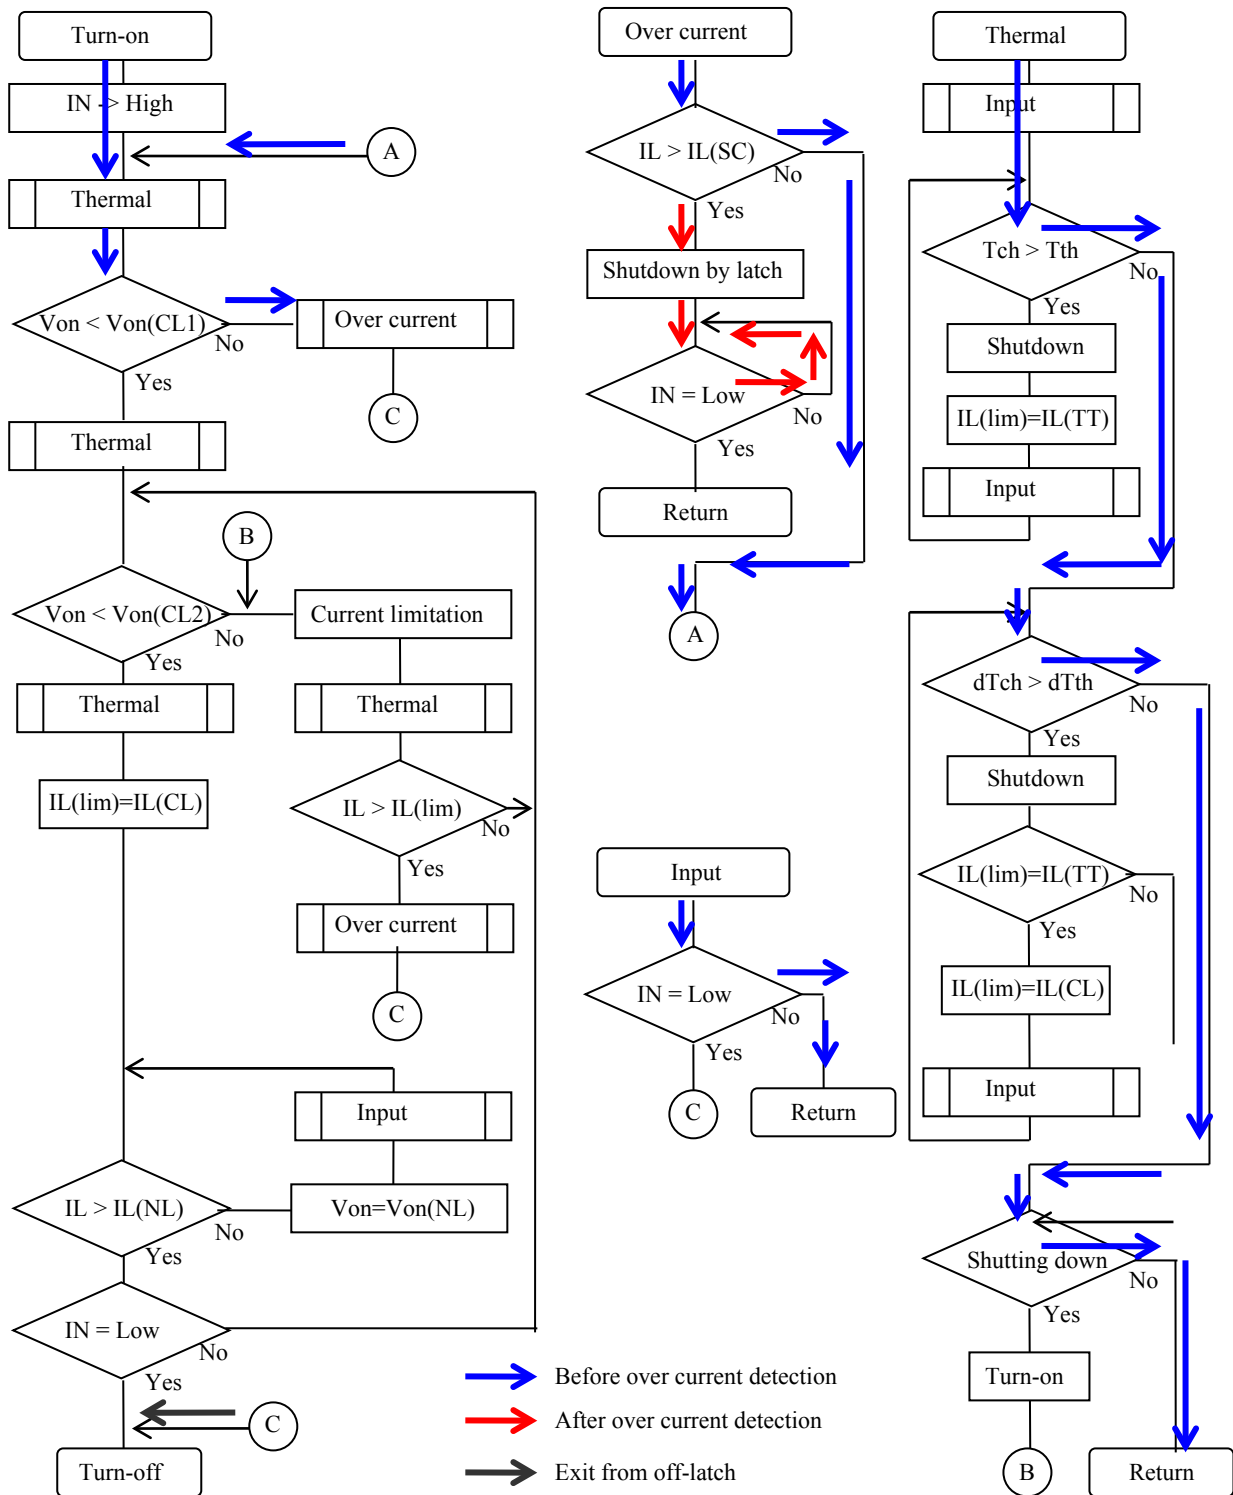 Turn-on
IN -> High
A
Thermal
Von < Von(CL1)
No
Yes
Over current
C
Thermal
B
Von < Von(CL2)
No
Yes
Current limitation
Thermal
Thermal
IL(lim)=IL(CL)
IL > IL(lim)
No
Yes
Over current
C
Input
Von=Von(NL)
IL > IL(NL)
No
Yes
IN = Low
No
Yes
C
Turn-off
Over current
IL > IL(SC)
No
Yes
Shutdown by latch
IN = Low
No
Yes
Return
A
Input
IN = Low
No
Yes
C
Return
Thermal
Input
Tch > Tth
No
Yes
Shutdown
IL(lim)=IL(TT)
Input
dTch > dTth
No
Yes
Shutdown
IL(lim)=IL(TT)
No
Yes
IL(lim)=IL(CL)
Input
Shutting down
No
Yes
Turn-on
B
Return
Before over current detection
After over current detection
Exit from off-latch